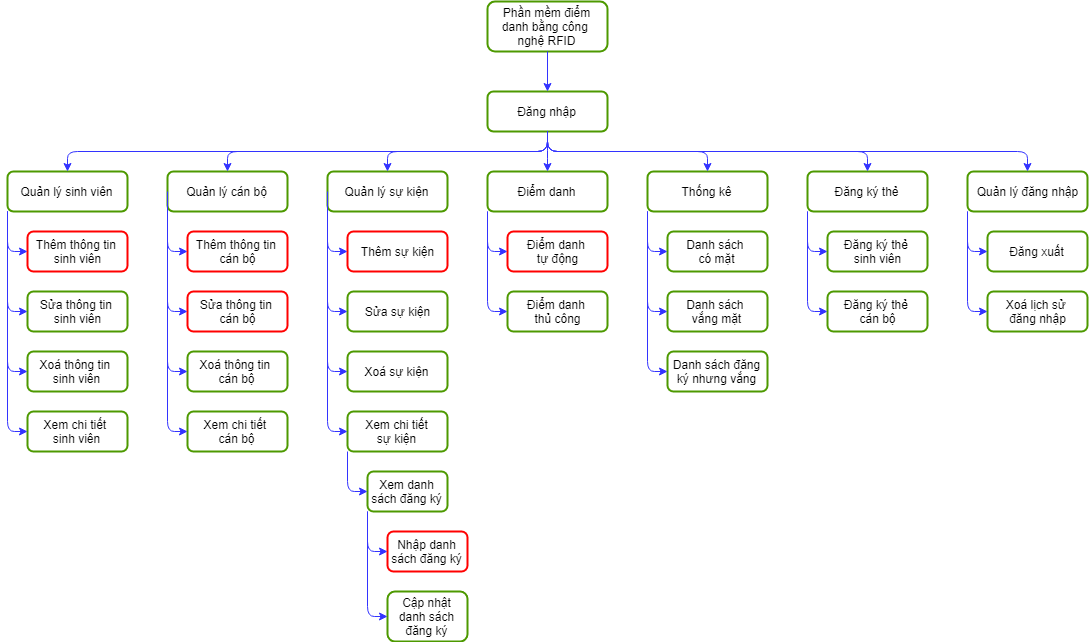 Phần mềm điểm
danh bằng công
nghệ RFID
Đăng nhập
Quản lý sinh viên
Thêm thông tin
sinh viên
Sửa thông tin
sinh viên
Xoá thông tin
sinh viên
Xem chi tiết
sinh viên
Quản lý cán bộ
Thêm thông tin
cán bộ
Sửa thông tin
cán bộ
Xoá thông tin
cán bộ
Xem chi tiết
cán bộ
Quản lý sự kiện
Thêm sự kiện
Sửa sự kiện
Xoá sự kiện
Xem chi tiết
sự kiện
Xem danh
sách đăng ký
Nhập danh
sách đăng ký
Cập nhật
danh sách
đăng ký
Điểm danh
Điểm danh
tự động
Điểm danh
thủ công
Thống kê
Danh sách
có mặt
Danh sách
vắng mặt
Danh sách đăng
ký nhưng vắng
Đăng ký thẻ
Đăng ký thẻ
sinh viên
Đăng ký thẻ
cán bộ
Quản lý đăng nhập
Đăng xuất
Xoá lịch sử
đăng nhập